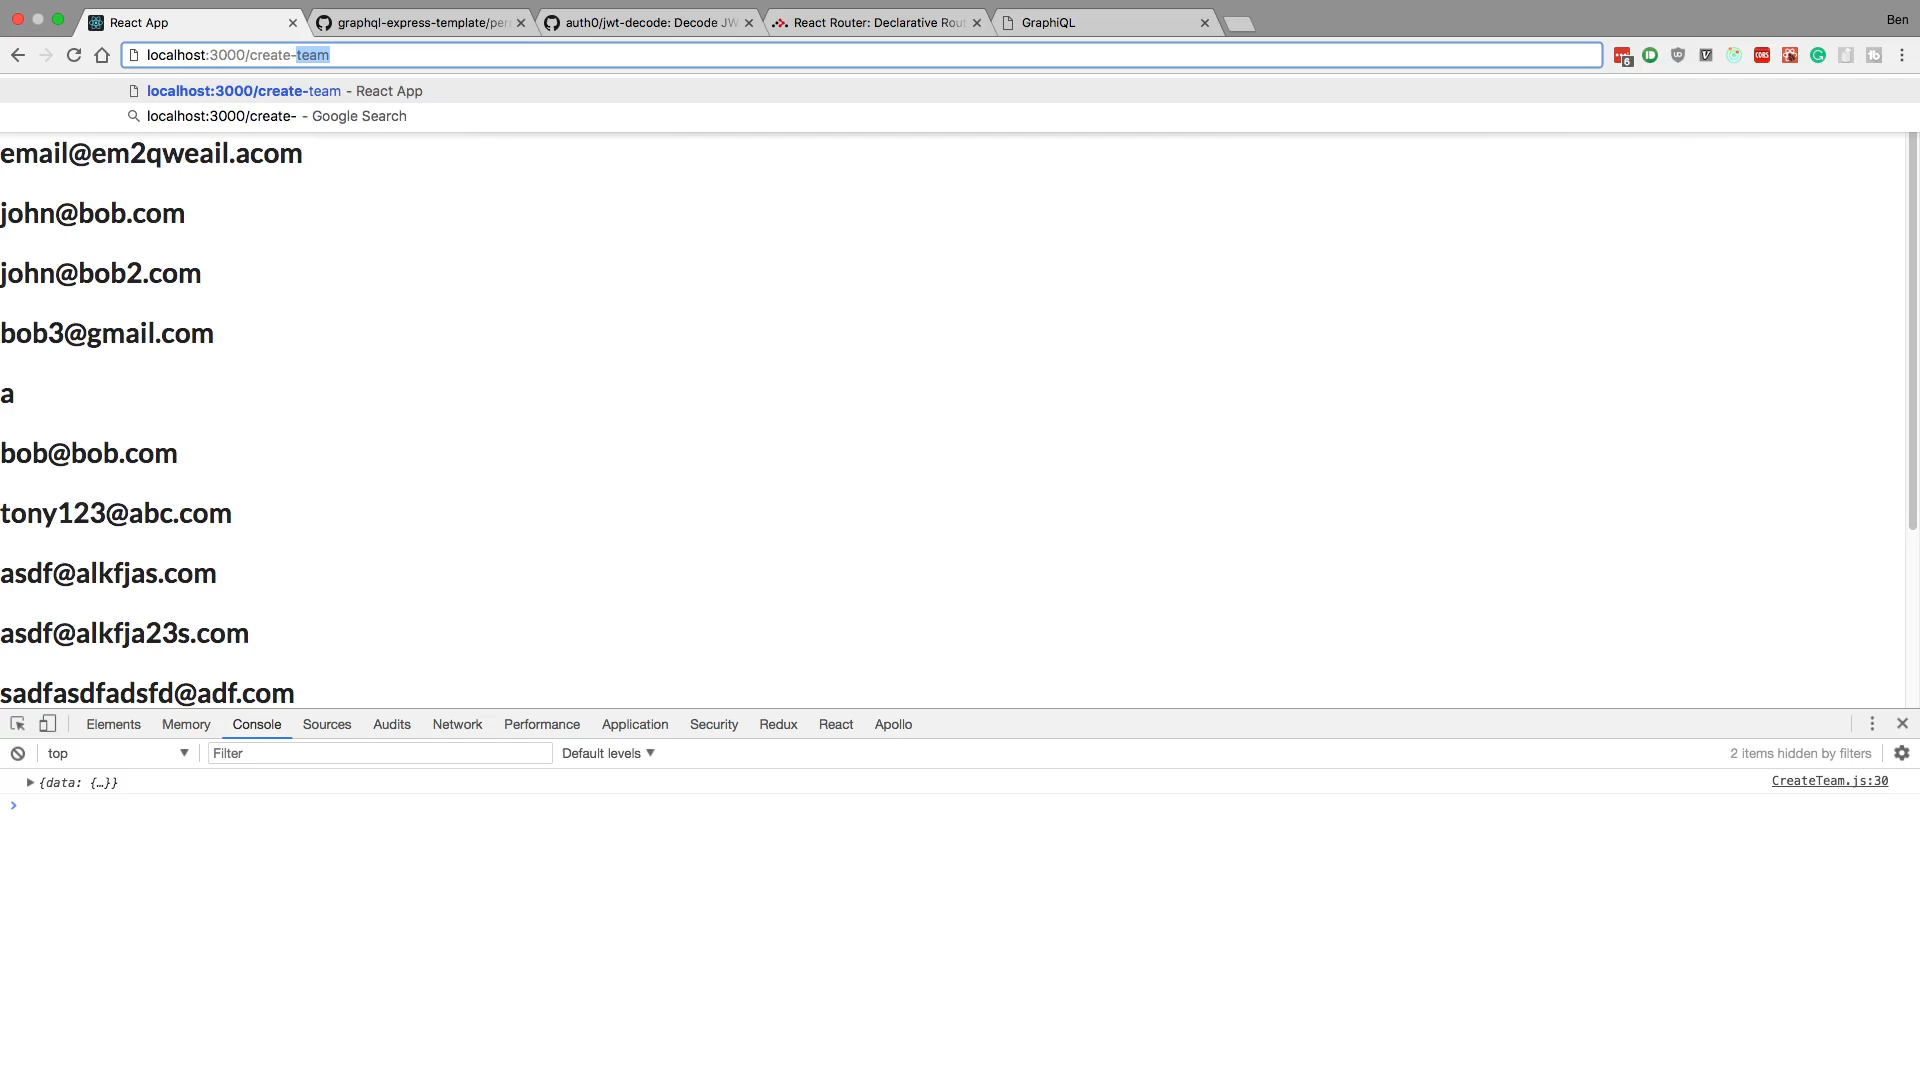 React App
graphql-express-template/per
auth0/jwt-decode: Decode JW
React Router: Declarative Rout
GraphiQL
Ben
localhost:3000/create-team
localhost:3000/create-team - React App
localhost:3000/create- - Google Search
email@em2qweail.acom
john@bob.com
john@bob2.com
bob3@gmail.com
a
bob@bob.com
tony123@abc.com
asdf@alkfjas.com
asdf@alkfja23s.com
sadfasdfadsfd@adf.com
Elements Memory Console Sources Audits Network Performance Application Security Redux React Apollo
top Filter Default levels 2 items hidden by filters
{data: {…}} CreateTeam.js:30